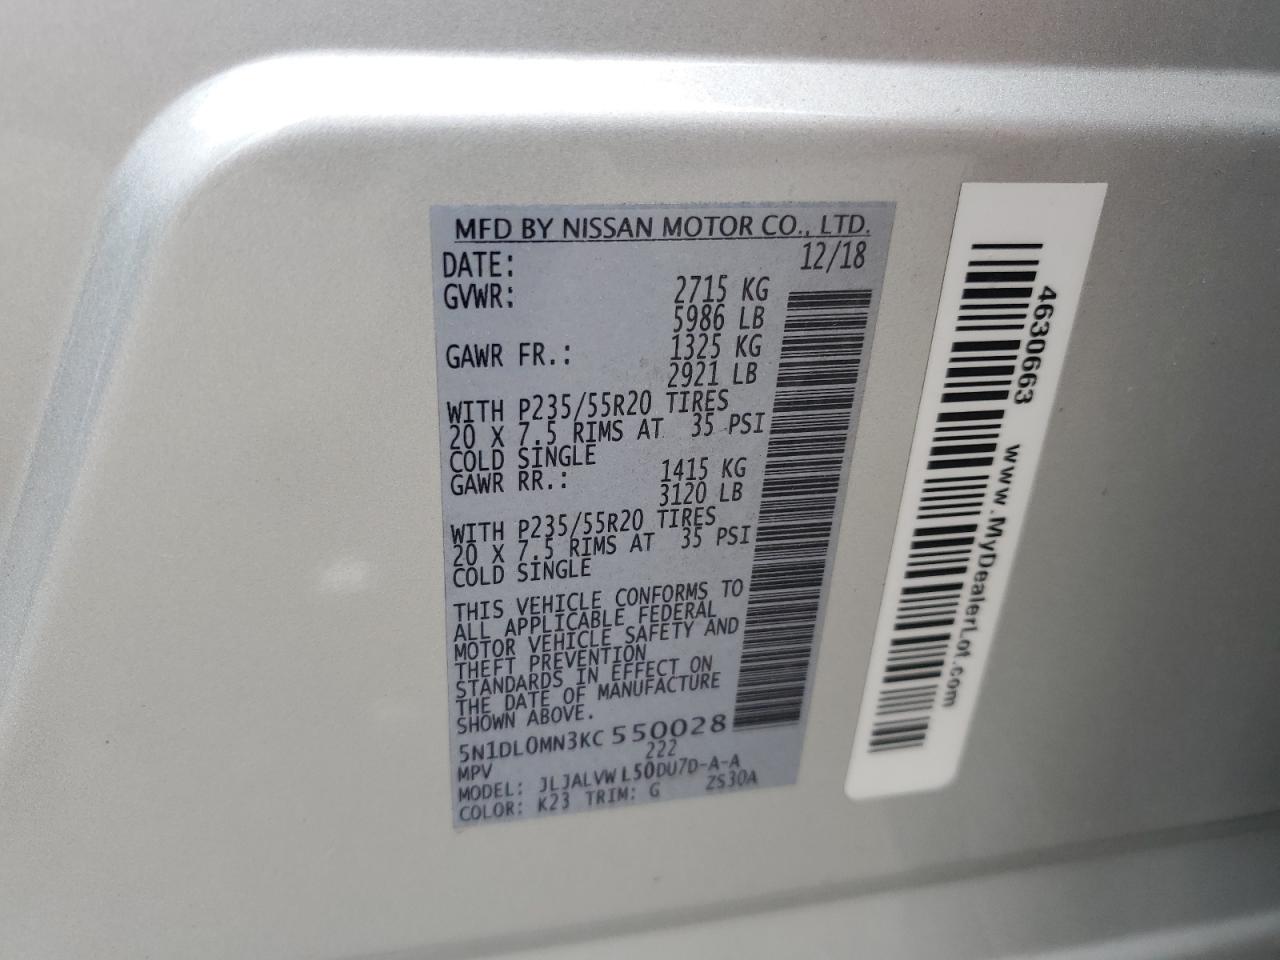 MFD BY NISSAN MOTOR CO., LTD.
DATE: 12/18
GVWR: 2715 KG
5986 LB
GAWR FR.: 1325 KG
2921 LB
WITH P235/55R20 TIRES
20 X 7.5 RIMS AT 35 PSI
COLD SINGLE
GAWR RR.: 1415 KG
3120 LB
WITH P235/55R20 TIRES
20 X 7.5 RIMS AT 35 PSI
COLD SINGLE
THIS VEHICLE CONFORMS TO
ALL APPLICABLE FEDERAL
MOTOR VEHICLE SAFETY AND
THEFT PREVENTION
STANDARDS IN EFFECT ON
THE DATE OF MANUFACTURE
SHOWN ABOVE.
5N1DL0MN3KC550028
MPV 222
MODEL: JLJALVWL50DU7D-A-A
COLOR: K23 TRIM: G ZS30A
4630663 www.MyDealerLot.com